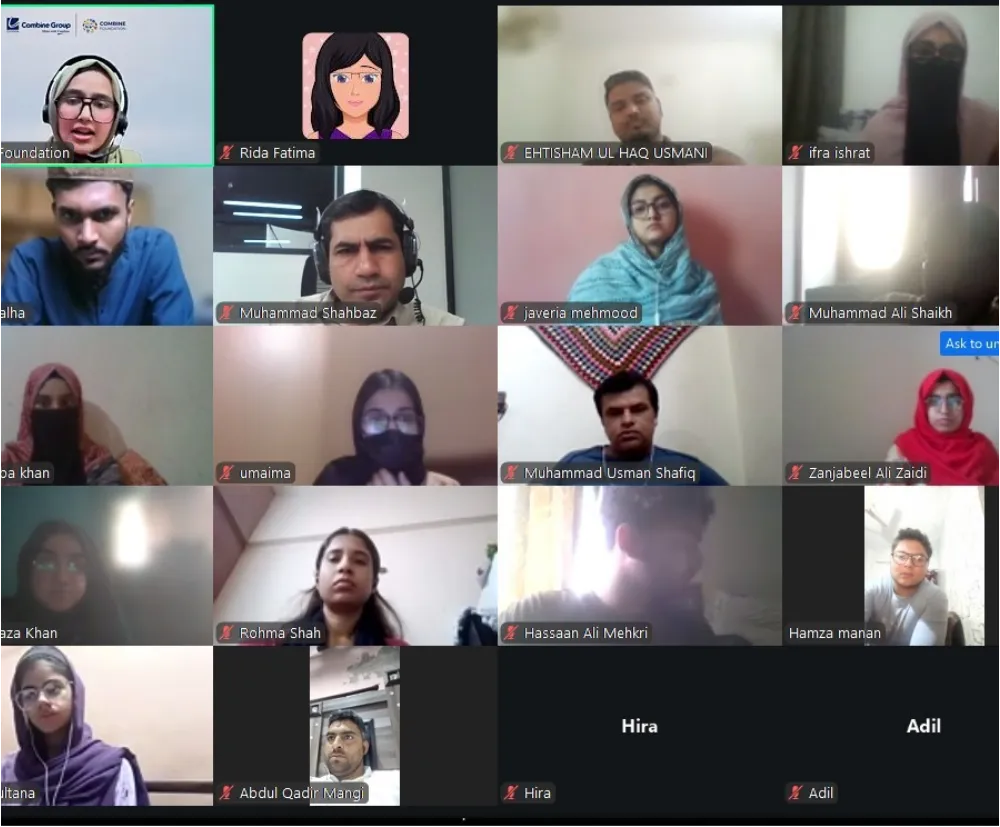 Combine Group
COMBINE
FOUNDATION
Foundation
Rida Fatima
EHTISHAM UL HAQ USMANI
ifra ishrat
alha
Muhammad Shahbaz
javeria mehmood
Muhammad Ali Shaikh
Ask to un
ba khan
umaima
Muhammad Usman Shafiq
Zanjabeel Ali Zaidi
aza Khan
Rohma Shah
Hassaan Ali Mehkri
Hamza manan
Hira
Adil
ultana
Abdul Qadir Mangi
Hira
Adil